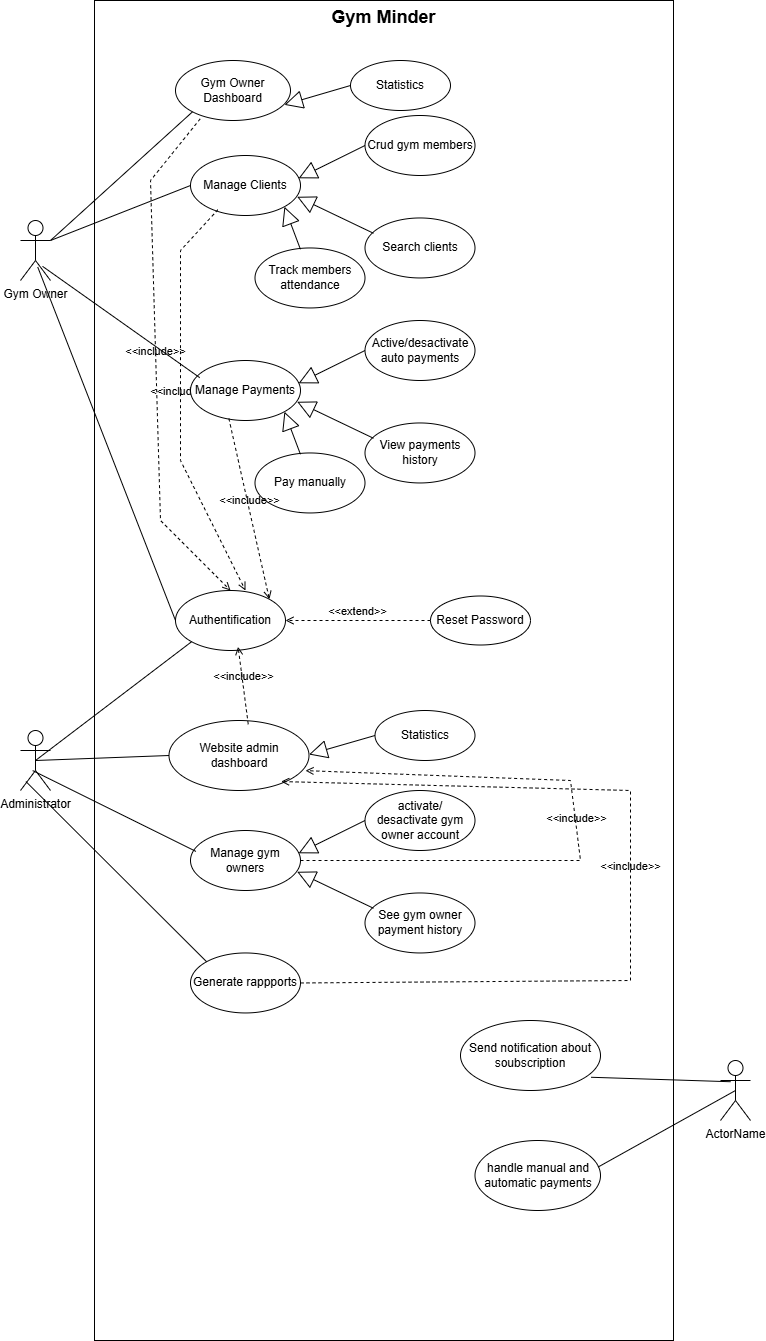 Gym Minder
Gym Owner
Dashboard
Statistics
Crud gym members
Manage Clients
Search clients
Track members
attendance
Gym Owner
<<include>>
Active/desactivate
auto payments
<<includ
Manage Payments
View payments
history
Pay manually
<<include>>
Authentification
<<extend>>
Reset Password
<<include>>
Website admin
dashboard
Statistics
Administrator
activate/
desactivate gym
owner account
<<include>>
Manage gym
owners
<<include>>
See gym owner
payment history
Generate rappports
Send notification about
soubscription
ActorName
handle manual and
automatic payments